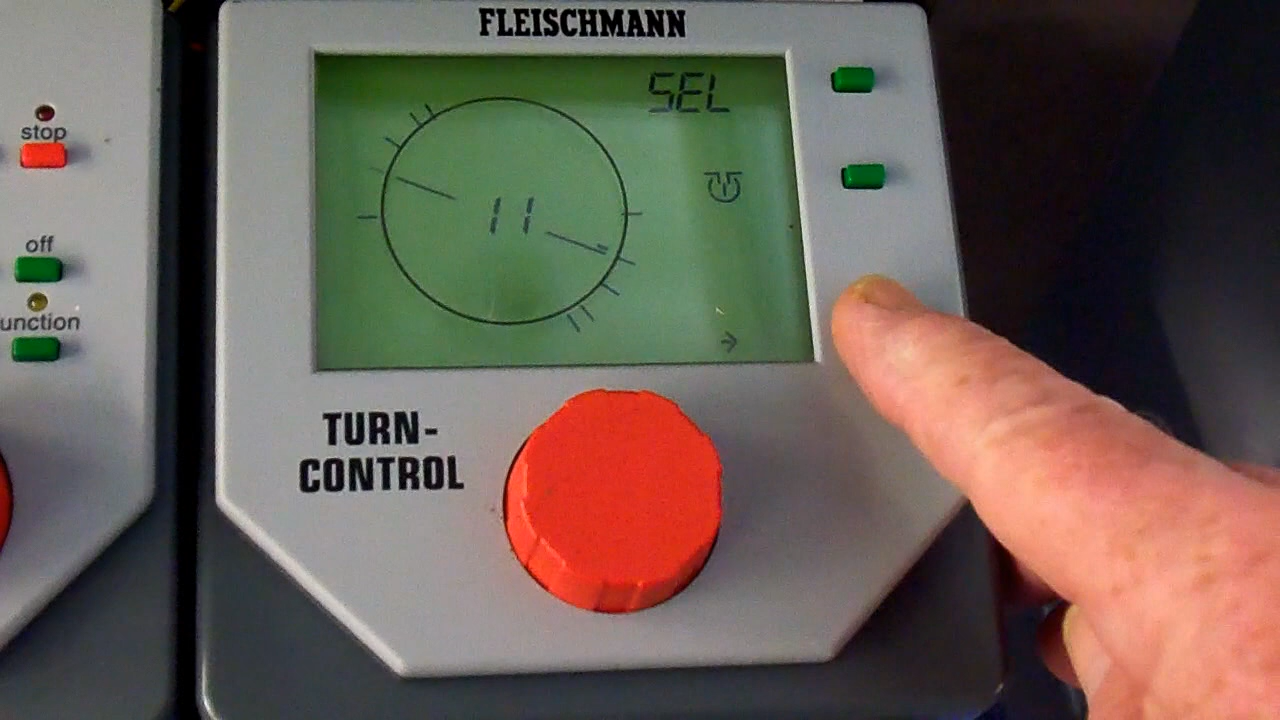 FLEISCHMANN
SEL
11
TURN-
CONTROL
stop
off
unction